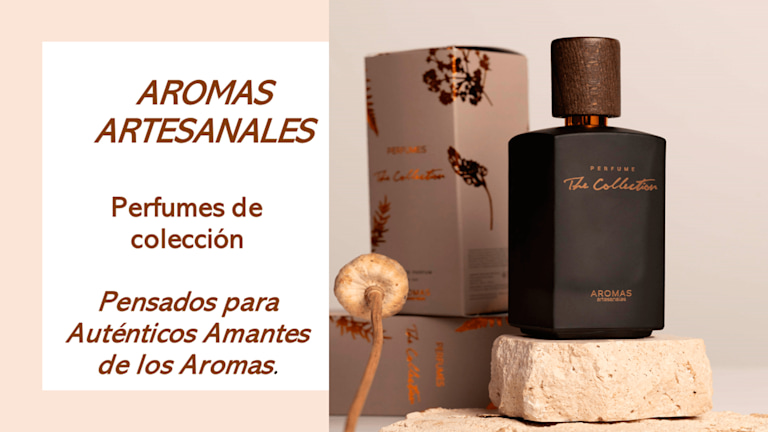 AROMAS
ARTESANALES
Perfumes de
colección
Pensados para
Auténticos Amantes
de los Aromas.
PERFUMES
The Collection
PERFUME
The Collection
AROMAS
artesanales
PERFUMES
The Collection